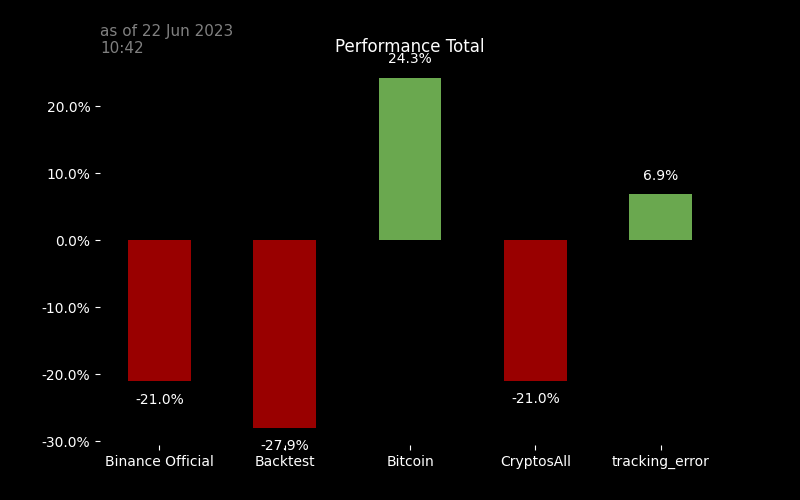 as of 22 Jun 2023
10:42
Performance Total
24.3%
20.0%
10.0%
6.9%
0.0%
-10.0%
-20.0%
-21.0%
-21.0%
-30.0%
-27.9%
Binance Official
Backtest
Bitcoin
CryptosAll
tracking_error